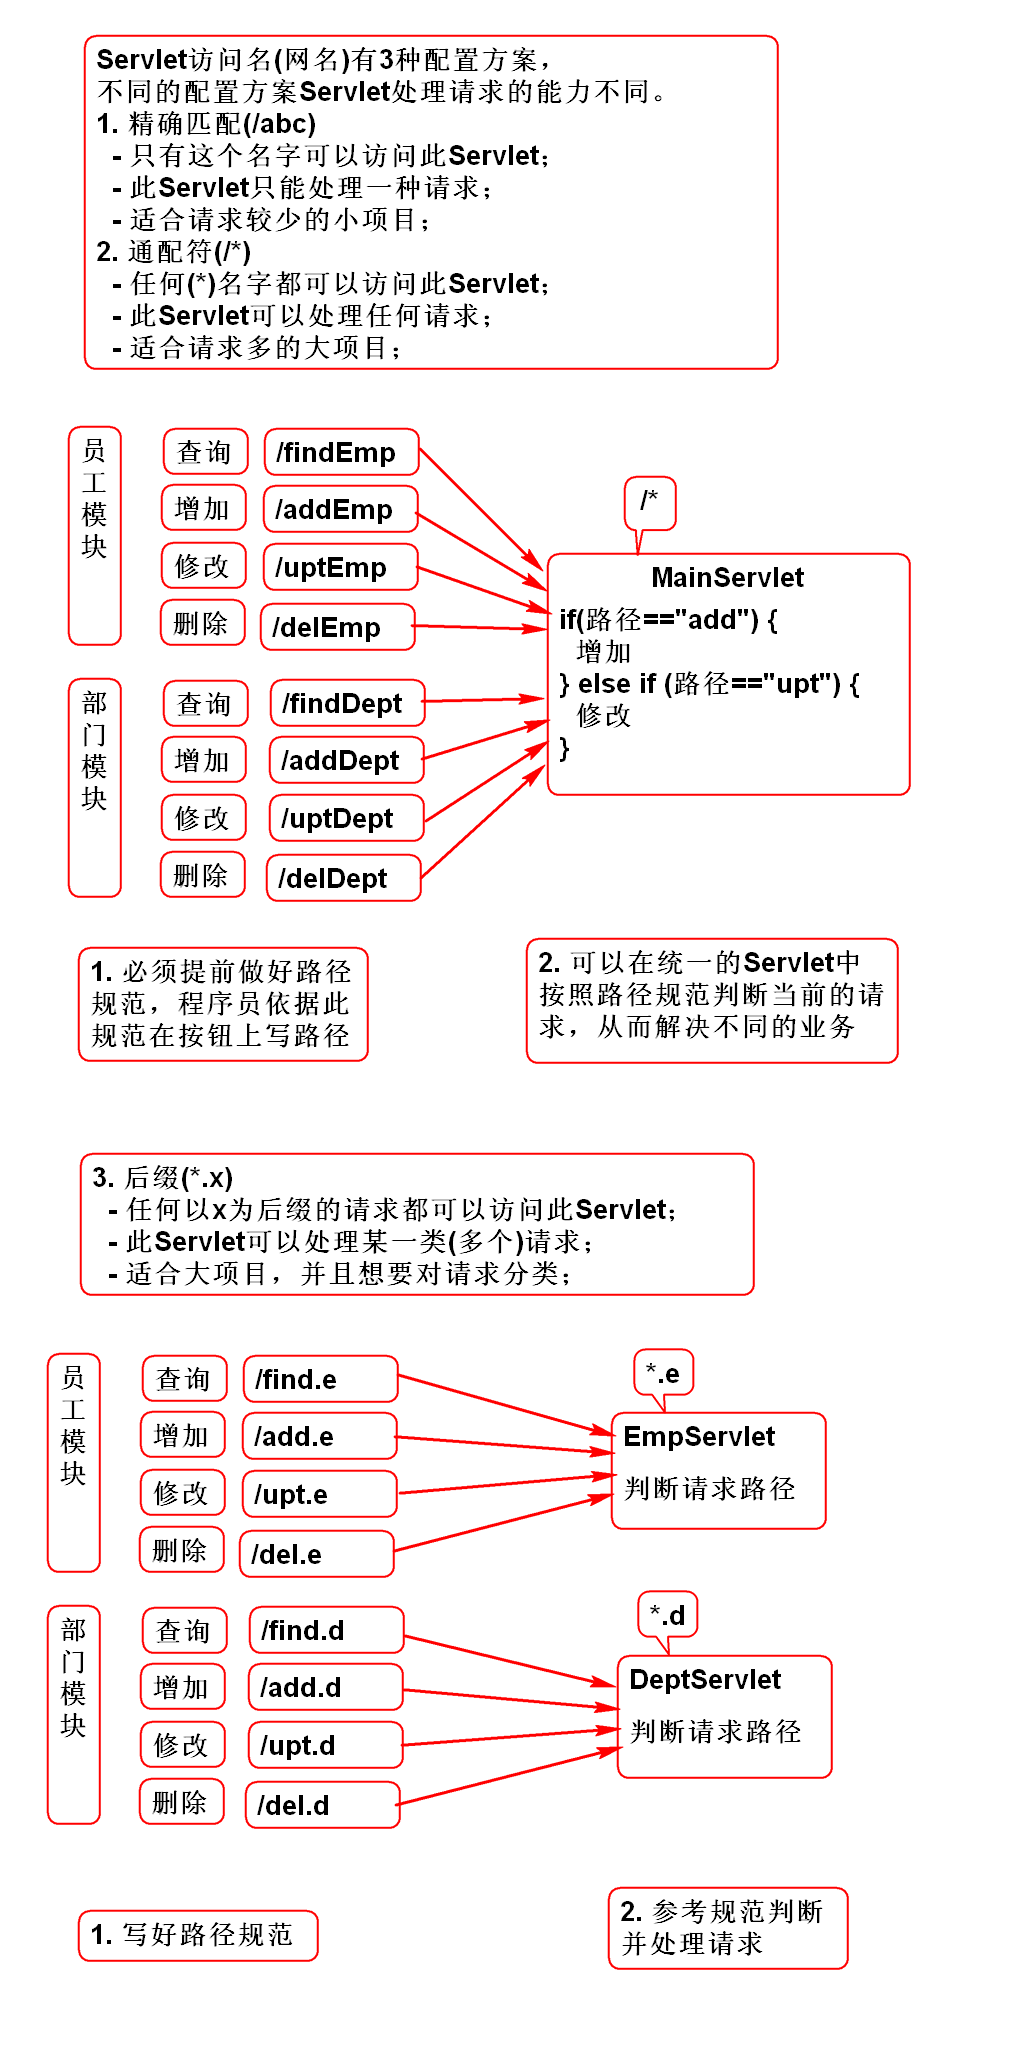 Servlet访问名(网名)有3种配置方案，
不同的配置方案Servlet处理请求的能力不同。
1. 精确匹配(/abc)
- 只有这个名字可以访问此Servlet；
- 此Servlet只能处理一种请求；
- 适合请求较少的小项目；
2. 通配符(/*)
- 任何(*)名字都可以访问此Servlet；
- 此Servlet可以处理任何请求；
- 适合请求多的大项目；
员工模块
查询 /findEmp
增加 /addEmp
修改 /uptEmp
删除 /delEmp
部门模块
查询 /findDept
增加 /addDept
修改 /uptDept
删除 /delDept
/*
MainServlet
if(路径=="add") {
增加
} else if (路径=="upt") {
修改
}
1. 必须提前做好路径
规范，程序员依据此
规范在按钮上写路径
2. 可以在统一的Servlet中
按照路径规范判断当前的请
求，从而解决不同的业务
3. 后缀(*.x)
- 任何以x为后缀的请求都可以访问此Servlet；
- 此Servlet可以处理某一类(多个)请求；
- 适合大项目，并且想要对请求分类；
员工模块
查询 /find.e
增加 /add.e
修改 /upt.e
删除 /del.e
*.e
EmpServlet
判断请求路径
部门模块
查询 /find.d
增加 /add.d
修改 /upt.d
删除 /del.d
*.d
DeptServlet
判断请求路径
1. 写好路径规范
2. 参考规范判断
并处理请求